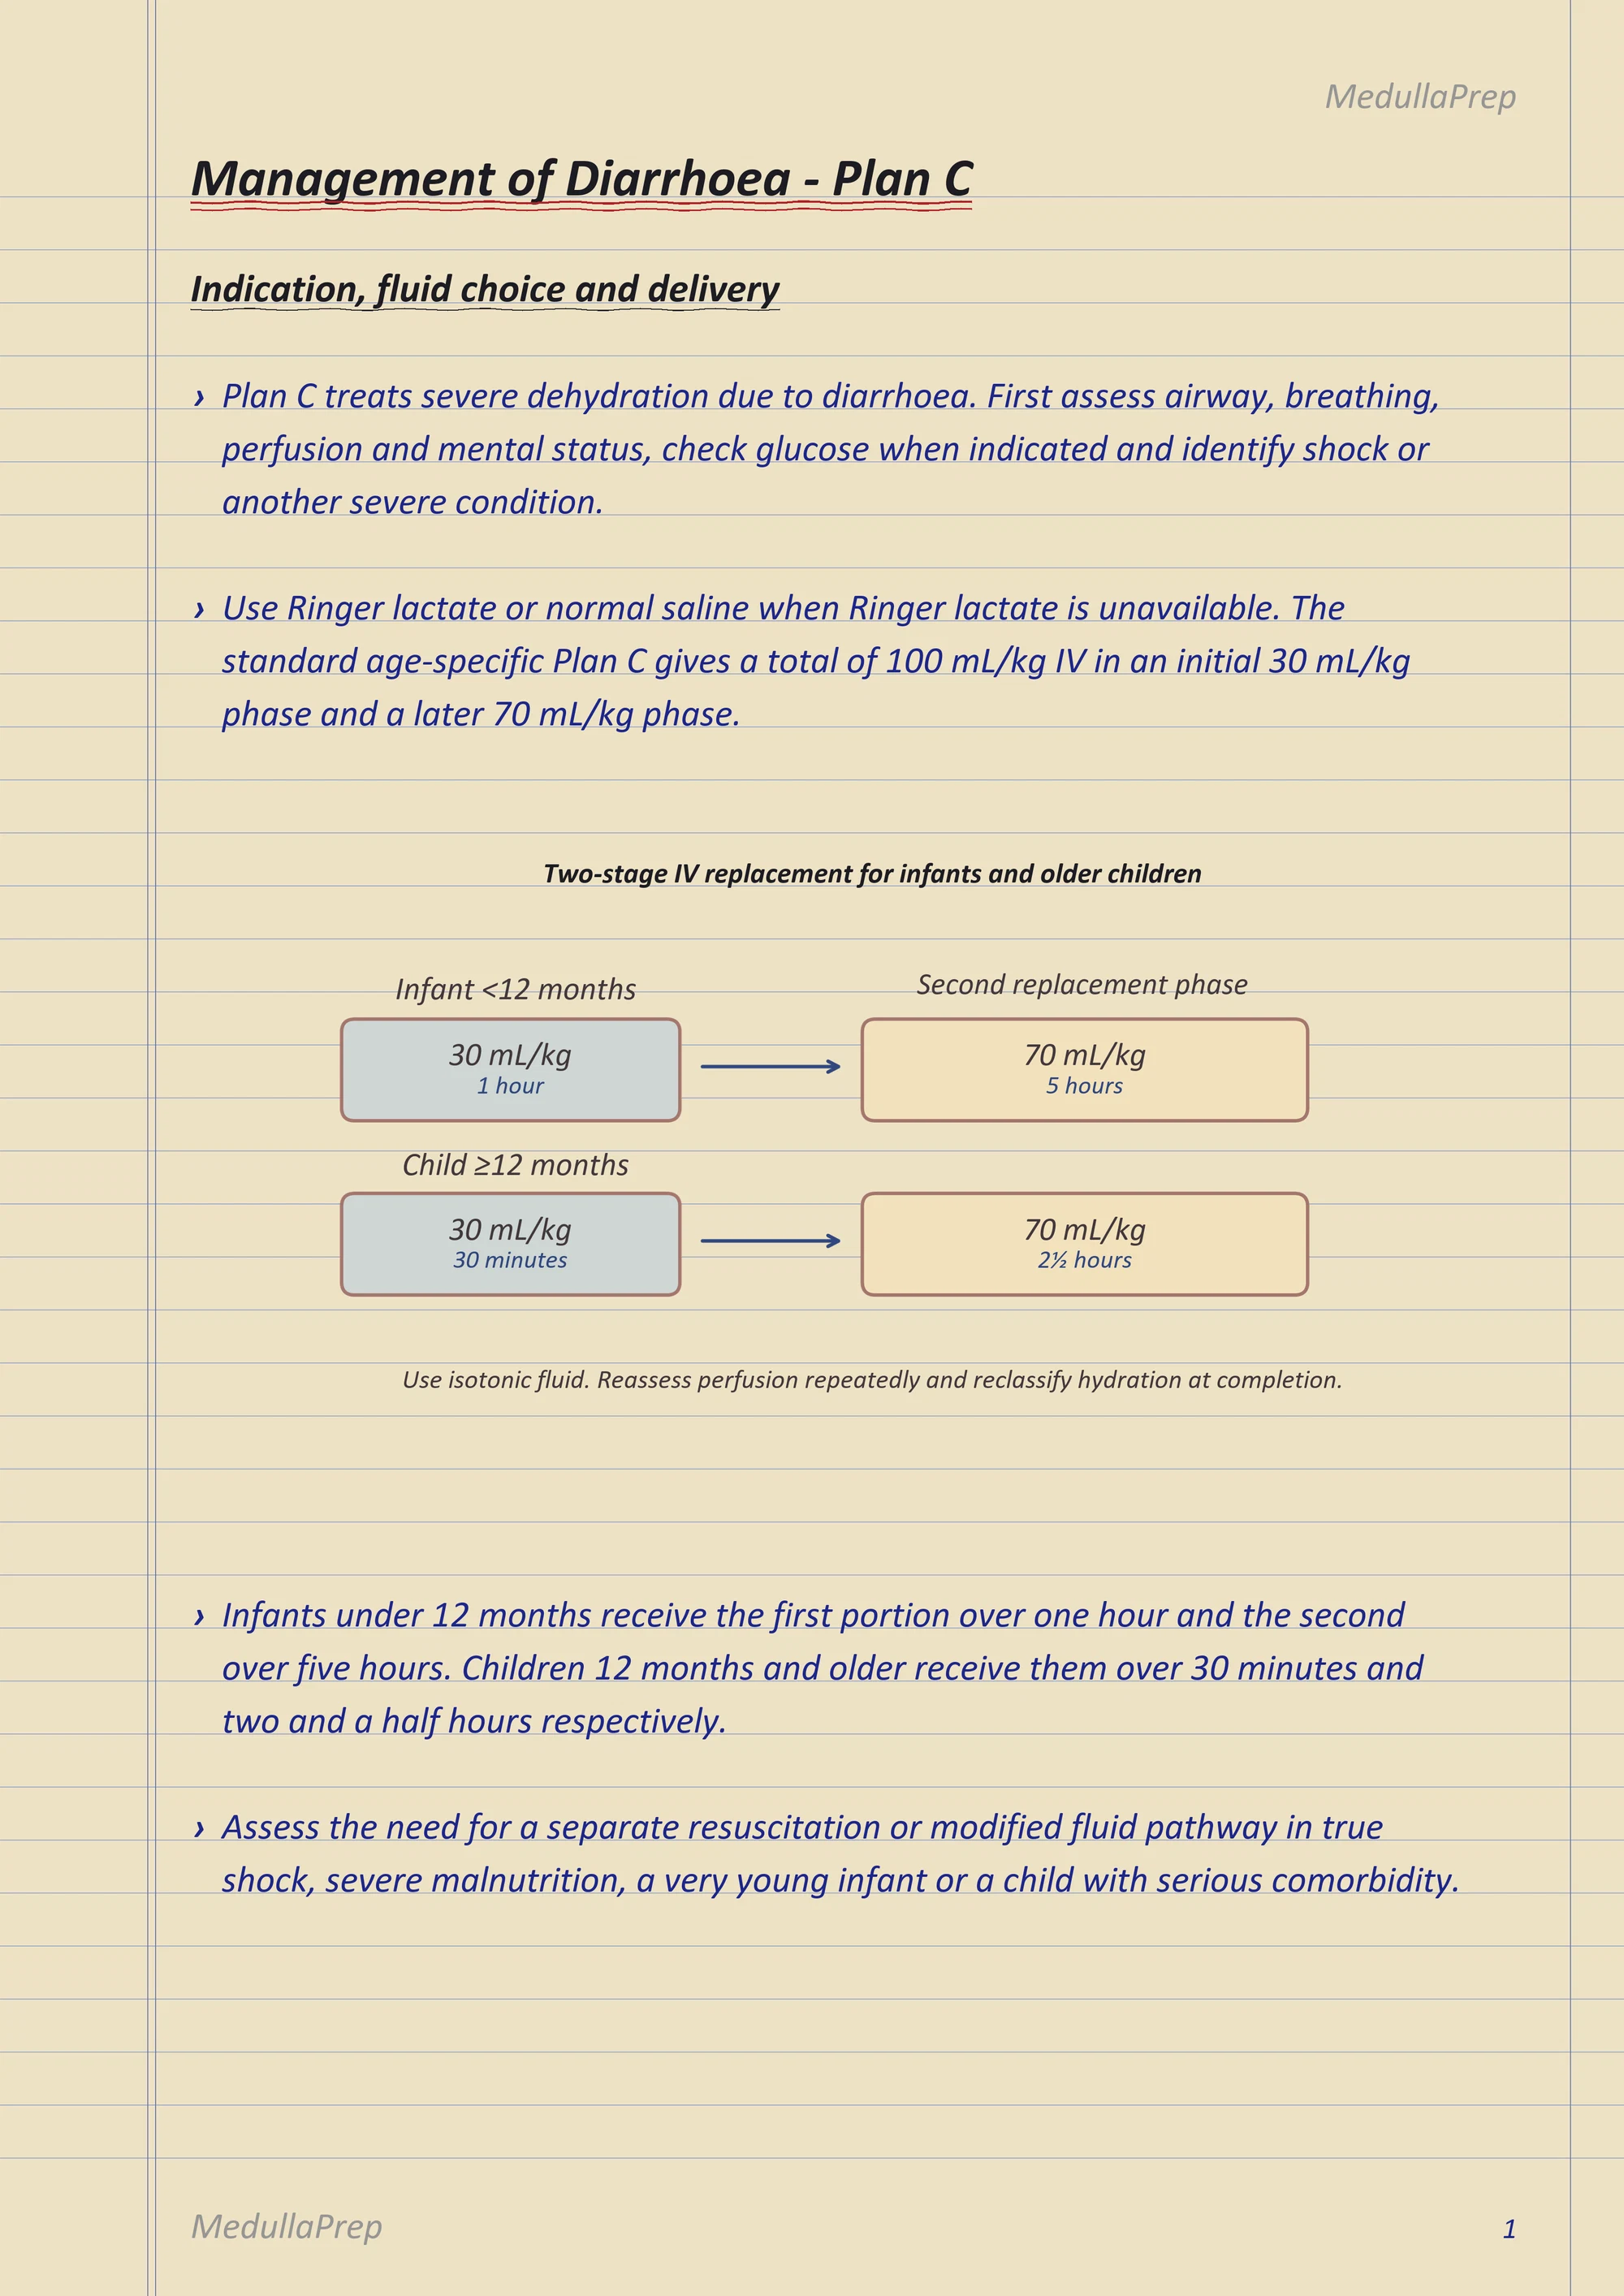 MedullaPrep
Management of Diarrhoea - Plan C
Indication, fluid choice and delivery
› Plan C treats severe dehydration due to diarrhoea. First assess airway, breathing,
perfusion and mental status, check glucose when indicated and identify shock or
another severe condition.
› Use Ringer lactate or normal saline when Ringer lactate is unavailable. The
standard age-specific Plan C gives a total of 100 mL/kg IV in an initial 30 mL/kg
phase and a later 70 mL/kg phase.
Two-stage IV replacement for infants and older children
Infant <12 months
Second replacement phase
30 mL/kg
1 hour
70 mL/kg
5 hours
Child ≥12 months
30 mL/kg
30 minutes
70 mL/kg
2½ hours
Use isotonic fluid. Reassess perfusion repeatedly and reclassify hydration at completion.
› Infants under 12 months receive the first portion over one hour and the second
over five hours. Children 12 months and older receive them over 30 minutes and
two and a half hours respectively.
› Assess the need for a separate resuscitation or modified fluid pathway in true
shock, severe malnutrition, a very young infant or a child with serious comorbidity.
MedullaPrep
1